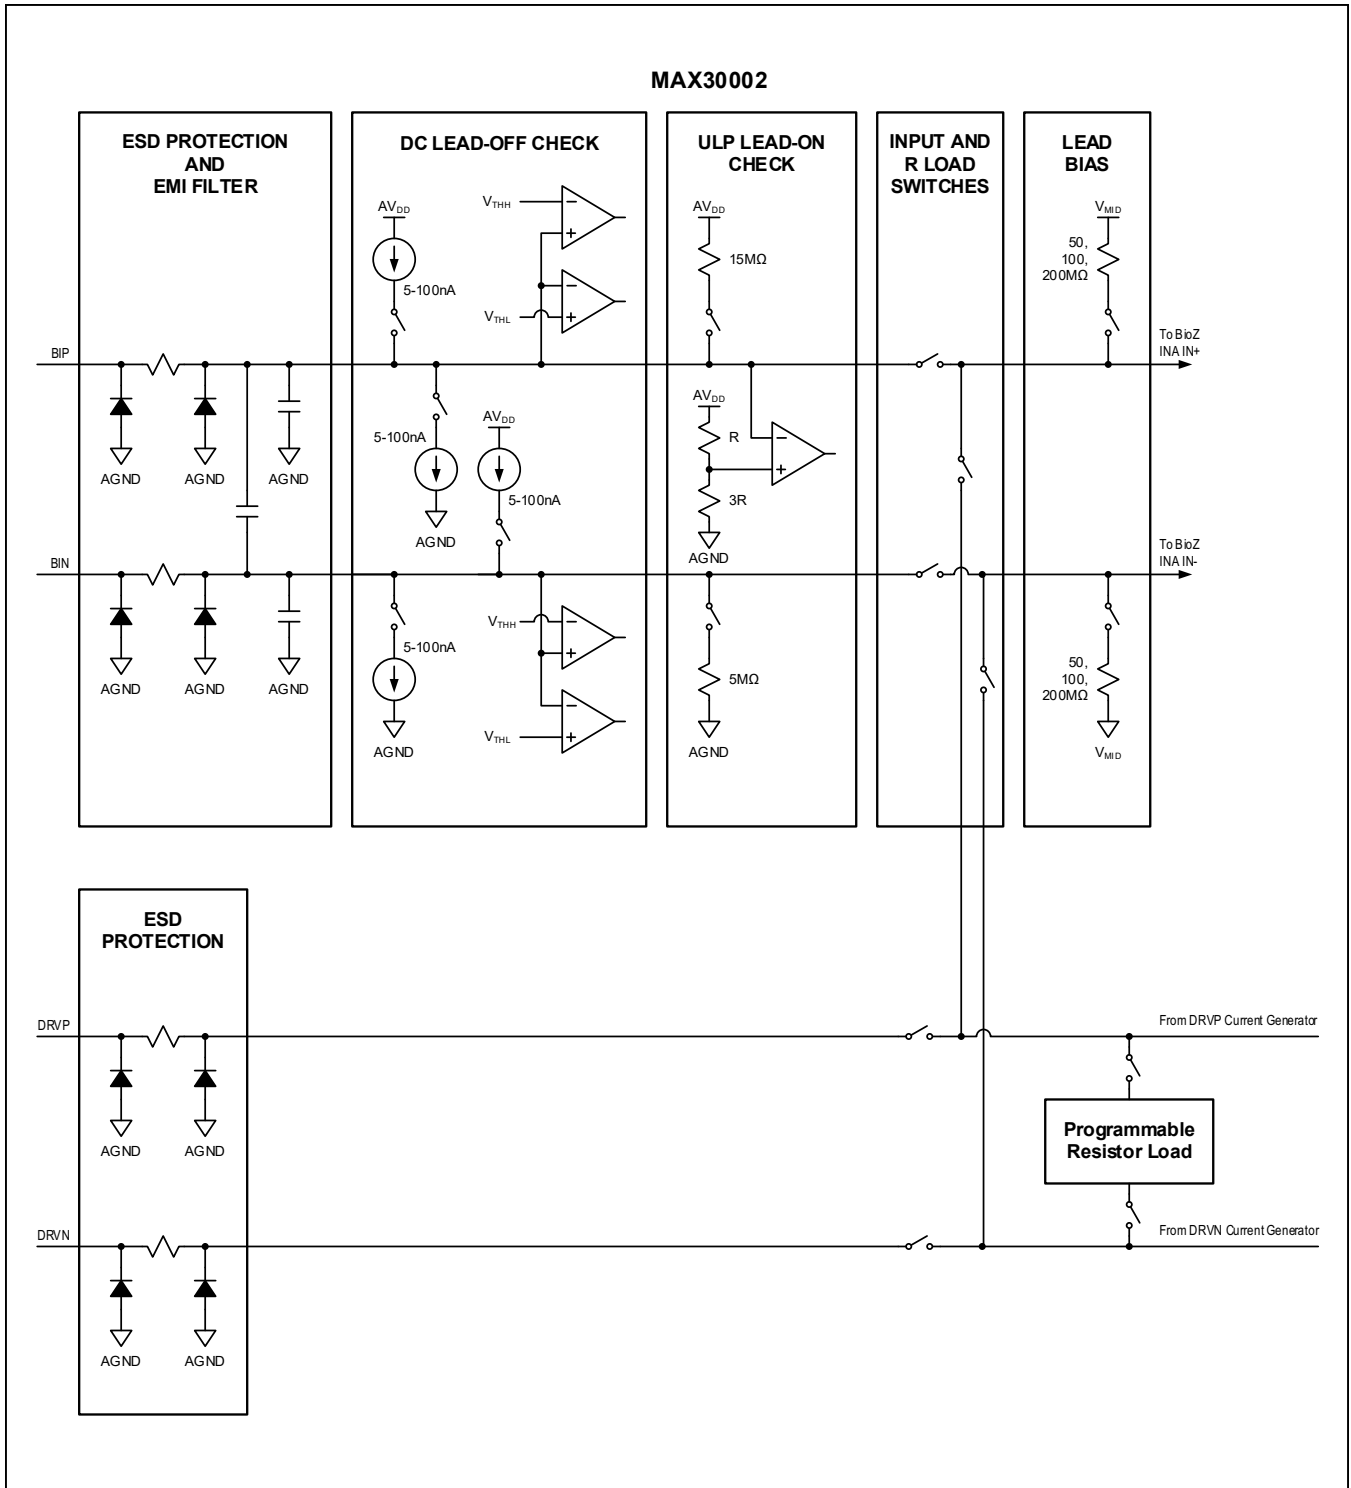 MAX30002
ESD PROTECTION
AND
EMI FILTER
DC LEAD-OFF CHECK
ULP LEAD-ON
CHECK
INPUT AND
R LOAD
SWITCHES
LEAD
BIAS
AVDD
5-100nA
VTHH
VTHL
AVDD
15MΩ
VMID
50,
100,
200MΩ
BIP
To BioZ
INA IN+
AGND
AGND
AGND
5-100nA
AGND
AVDD
5-100nA
AVDD
R
3R
AGND
BIN
To BioZ
INA IN-
AGND
AGND
AGND
5-100nA
AGND
VTHH
VTHL
5MΩ
AGND
50,
100,
200MΩ
VMID
ESD
PROTECTION
DRVP
From DRVP Current Generator
AGND
AGND
Programmable
Resistor Load
DRVN
From DRVN Current Generator
AGND
AGND